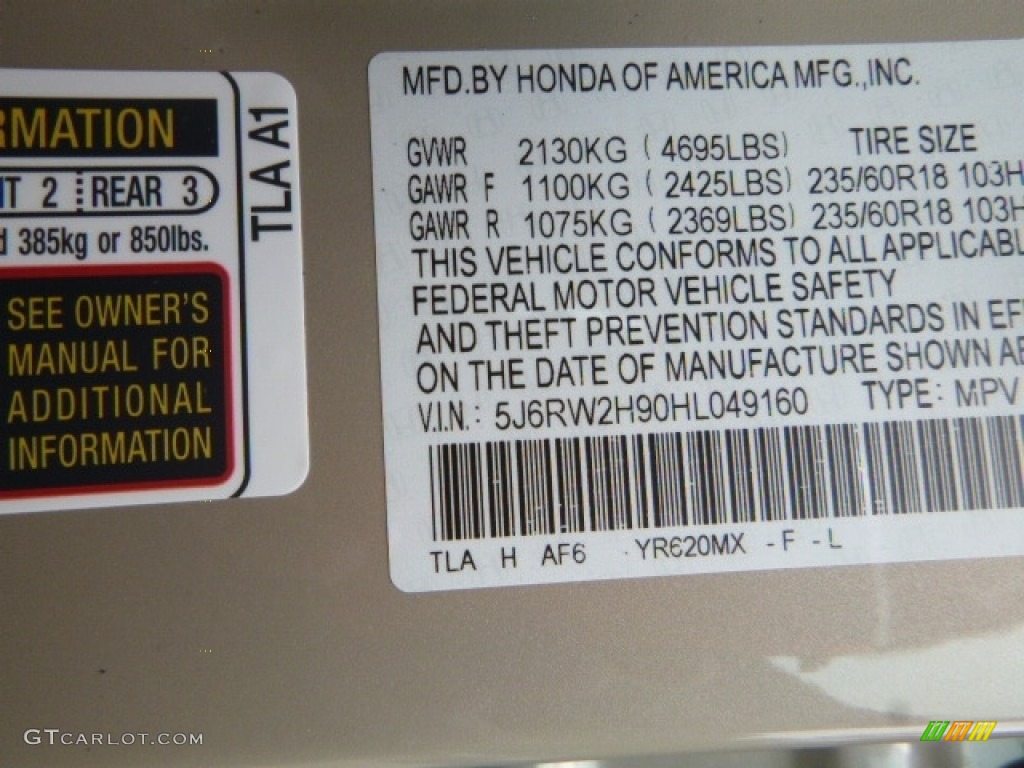 RMATION
NT 2 REAR 3
d 385kg or 850lbs.
SEE OWNER'S
MANUAL FOR
ADDITIONAL
INFORMATION
TLA A1
MFD.BY HONDA OF AMERICA MFG.,INC.
GVWR 2130KG ( 4695LBS) TIRE SIZE
GAWR F 1100KG ( 2425LBS) 235/60R18 103H
GAWR R 1075KG ( 2369LBS) 235/60R18 103H
THIS VEHICLE CONFORMS TO ALL APPLICABL
FEDERAL MOTOR VEHICLE SAFETY
AND THEFT PREVENTION STANDARDS IN EF
ON THE DATE OF MANUFACTURE SHOWN AB
V.I.N.: 5J6RW2H90HL049160 TYPE: MPV
TLA H AF6 YR620MX - F - L
GTCARLOT.COM